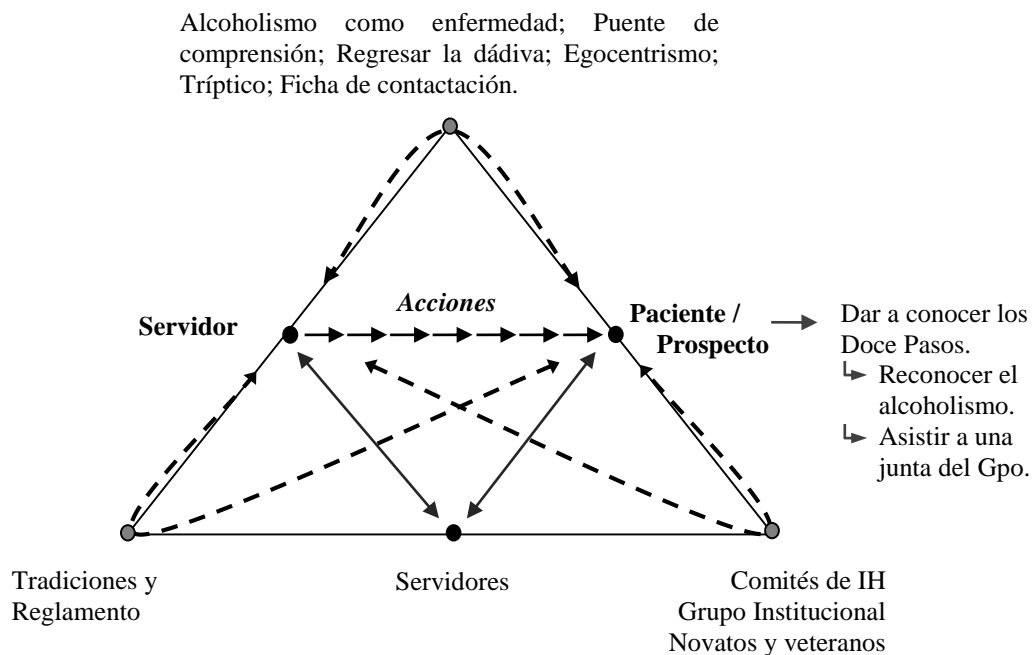 Alcoholismo como enfermedad; Puente de
comprensión; Regresar la dádiva; Egocentrismo;
Tríptico; Ficha de contactación.
Acciones
Servidor
Paciente /
Prospecto
Dar a conocer los
Doce Pasos.
Reconocer el
alcoholismo.
Asistir a una
junta del Gpo.
Tradiciones y
Reglamento
Servidores
Comités de IH
Grupo Institucional
Novatos y veteranos